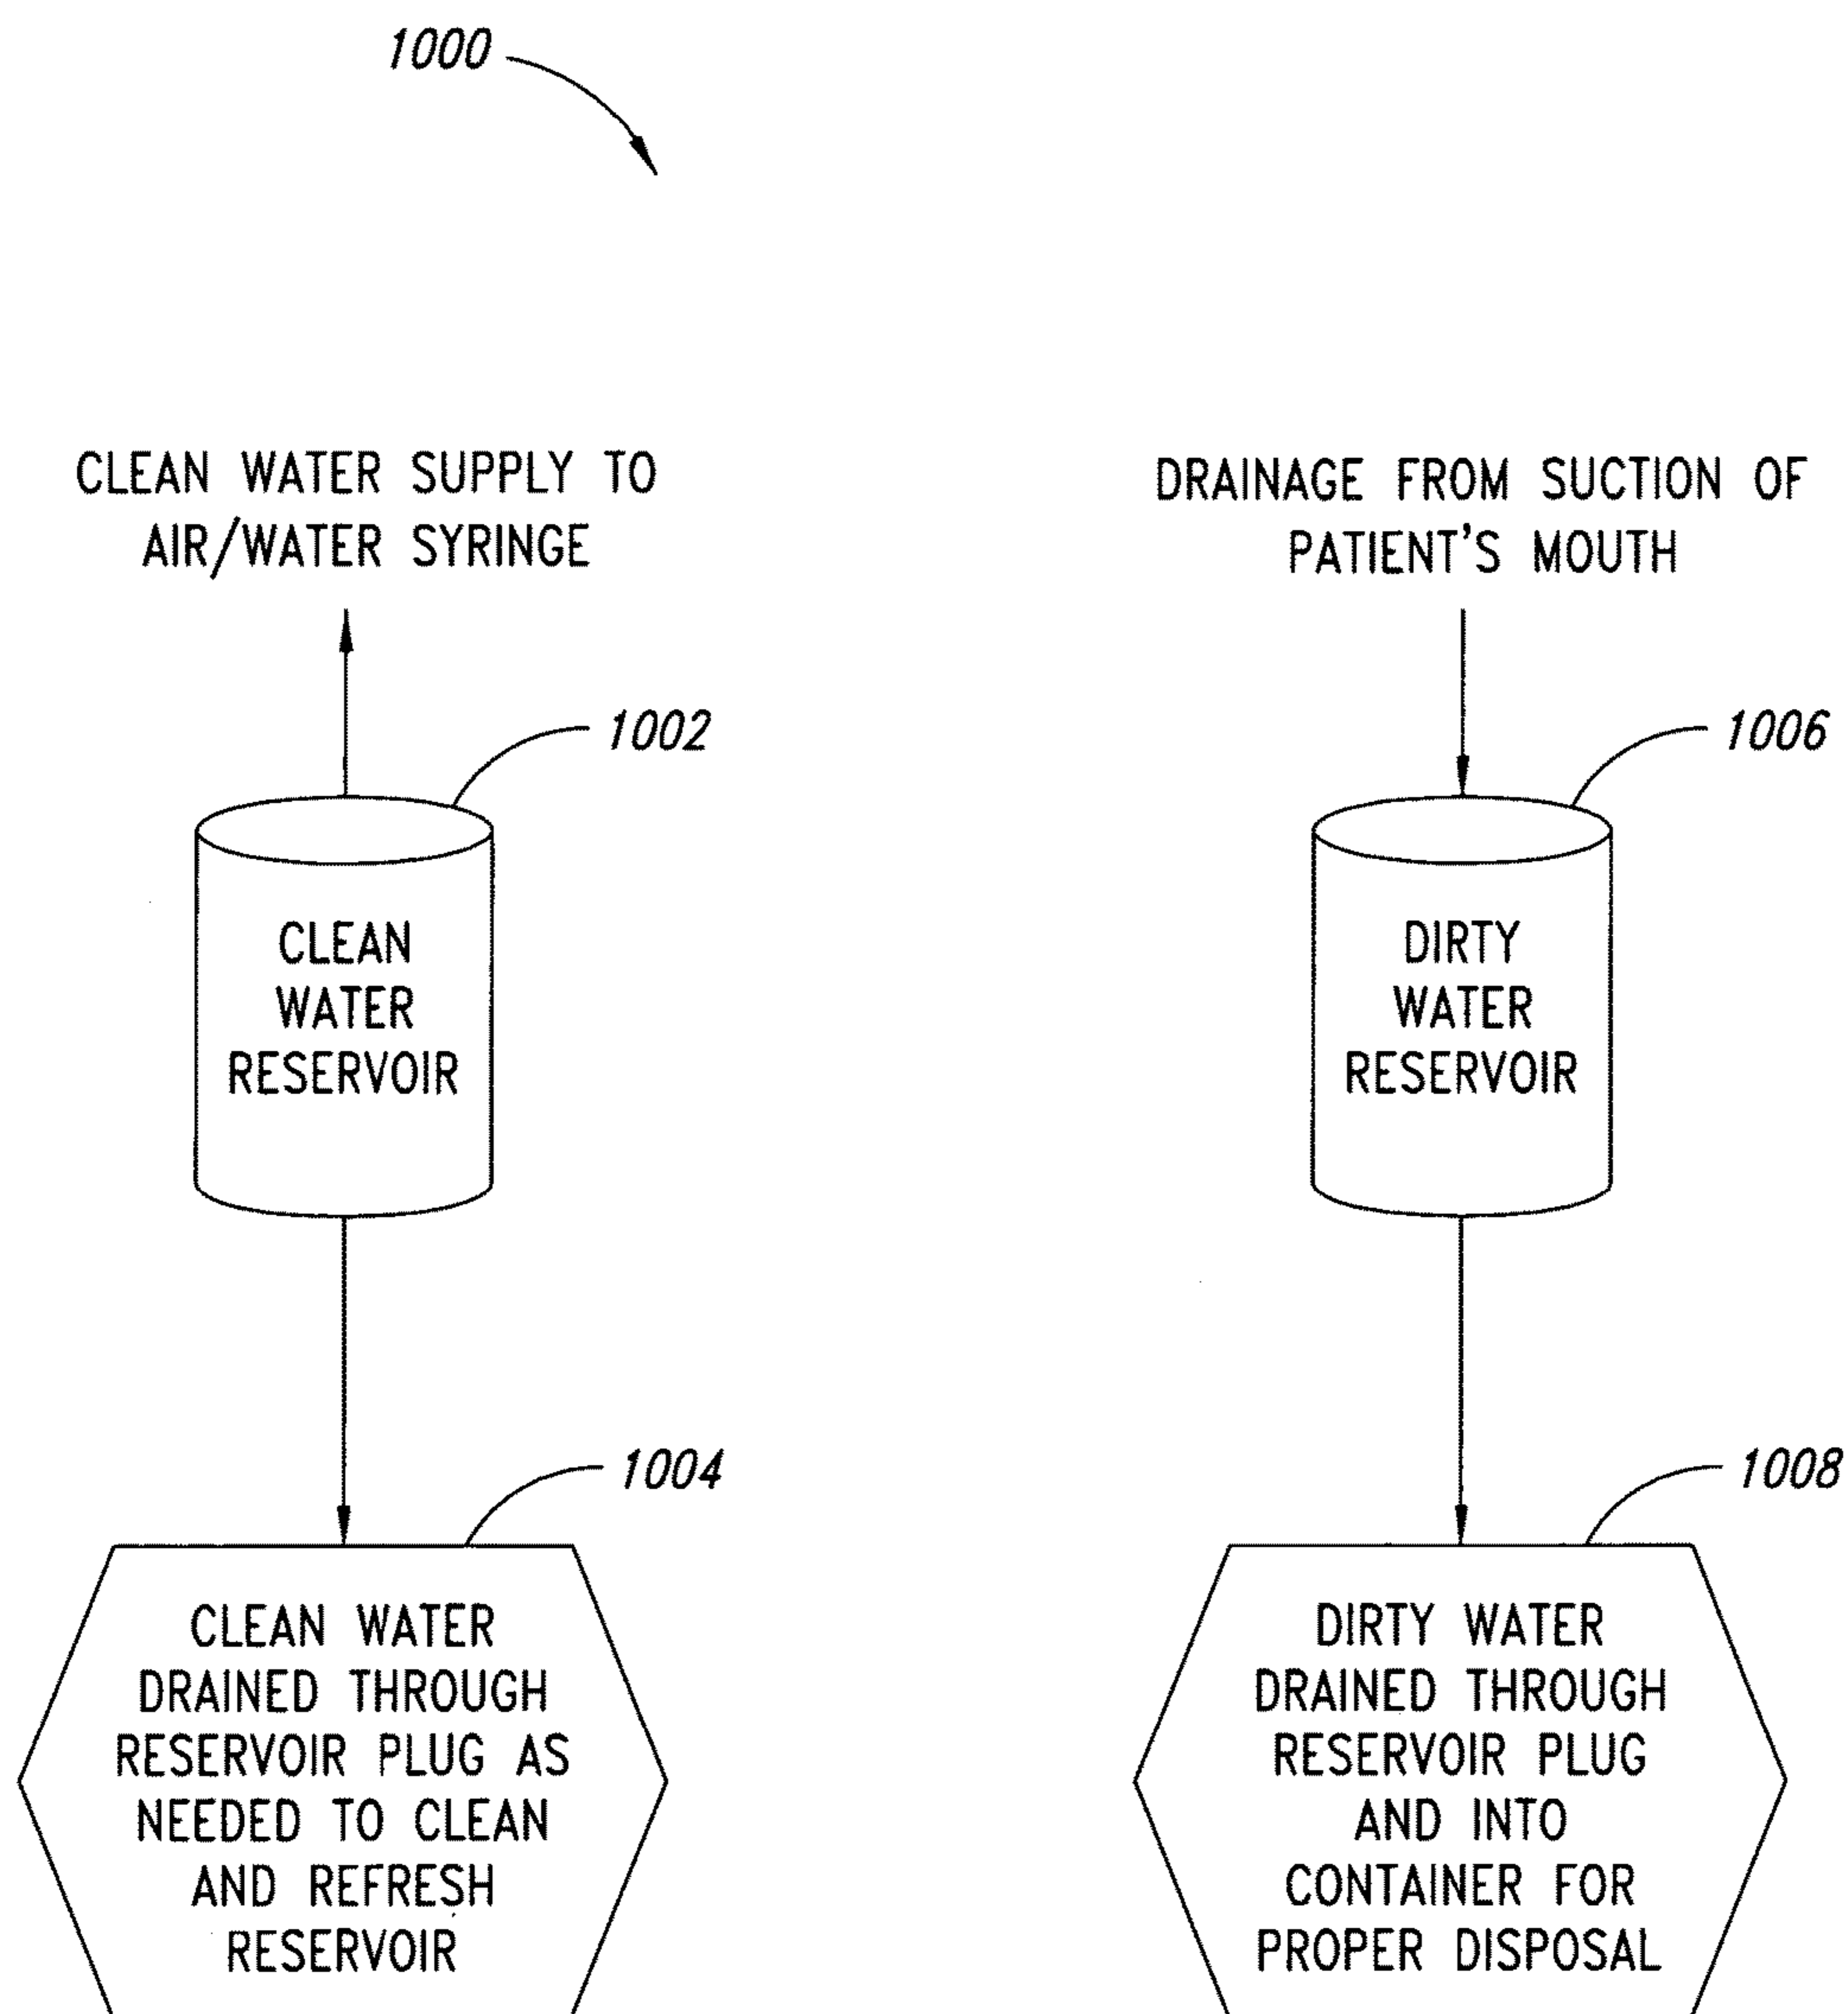 1000
CLEAN WATER SUPPLY TO
AIR/WATER SYRINGE
1002
CLEAN
WATER
RESERVOIR
1004
CLEAN WATER
DRAINED THROUGH
RESERVOIR PLUG AS
NEEDED TO CLEAN
AND REFRESH
RESERVOIR
DRAINAGE FROM SUCTION OF
PATIENT'S MOUTH
1006
DIRTY
WATER
RESERVOIR
1008
DIRTY WATER
DRAINED THROUGH
RESERVOIR PLUG
AND INTO
CONTAINER FOR
PROPER DISPOSAL